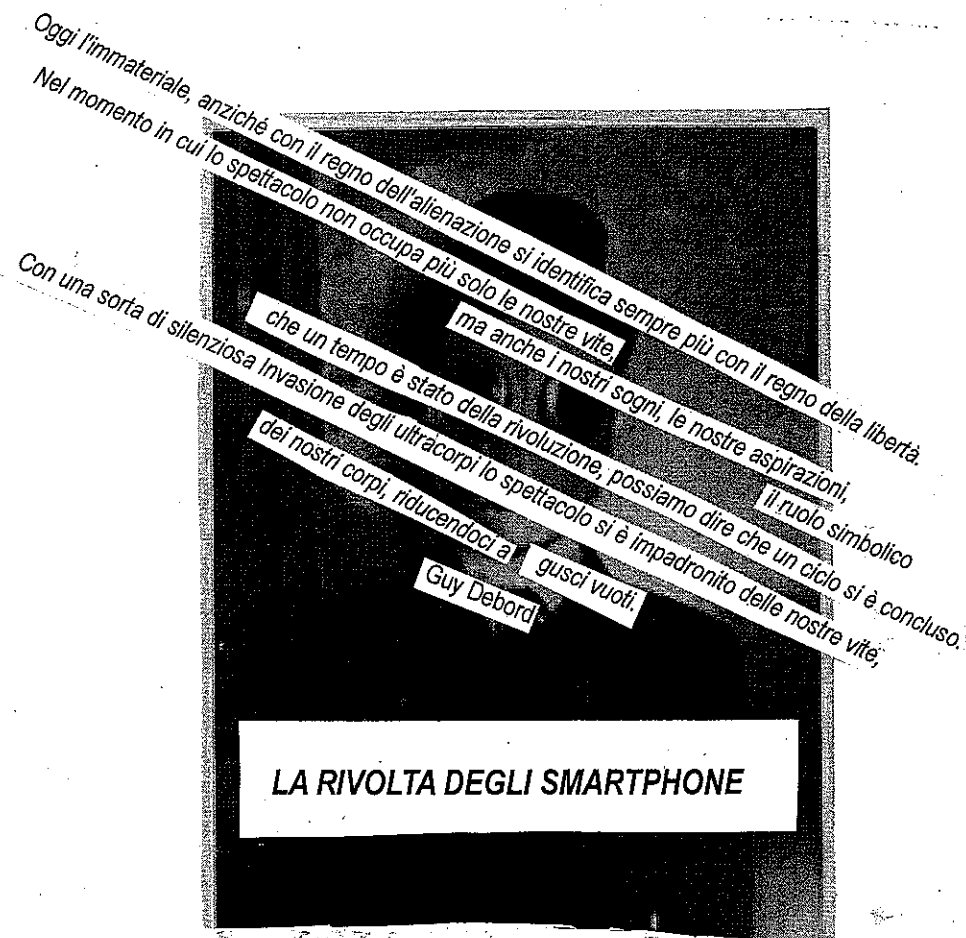 Oggi l'immateriale, anziché con il regno dell'alienazione si identifica sempre più con il regno della libertà.
Nel momento in cui lo spettacolo non occupa più solo le nostre vite,
ma anche i nostri sogni, le nostre aspirazioni,
il ruolo simbolico
che un tempo è stato della rivoluzione, possiamo dire che un ciclo si è concluso.
Con una sorta di silenziosa Invasione degli ultracorpi lo spettacolo si è impadronito delle nostre vite,
dei nostri corpi, riducendoci a
gusci vuoti.
Guy Debord
LA RIVOLTA DEGLI SMARTPHONE